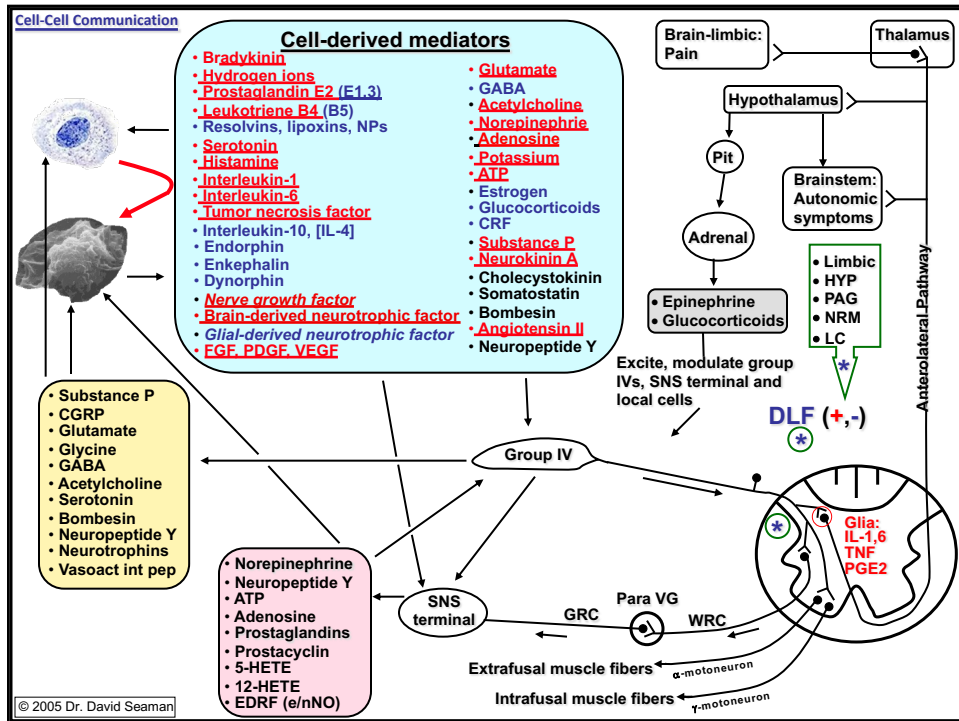 Cell-Cell Communication
Cell-derived mediators
• Bradykinin
• Hydrogen ions
• Prostaglandin E2 (E1,3)
• Leukotriene B4 (B5)
• Resolvins, lipoxins, NPs
• Serotonin
• Histamine
• Interleukin-1
• Interleukin-6
• Tumor necrosis factor
• Interleukin-10, [IL-4]
• Endorphin
• Enkephalin
• Dynorphin
• Nerve growth factor
• Brain-derived neurotrophic factor
• Glial-derived neurotrophic factor
• FGF, PDGF, VEGF
• Glutamate
• GABA
• Acetylcholine
• Norepinephrie
• Adenosine
• Potassium
• ATP
• Estrogen
• Glucocorticoids
• CRF
• Substance P
• Neurokinin A
• Cholecystokinin
• Somatostatin
• Bombesin
• Angiotensin II
• Neuropeptide Y
Brain-limbic:
Pain
Thalamus
Hypothalamus
Pit
Brainstem:
Autonomic
symptoms
Adrenal
• Epinephrine
• Glucocorticoids
• Limbic
• HYP
• PAG
• NRM
• LC
*
Anterolateral Pathway
Excite, modulate group
IVs, SNS terminal and
local cells
DLF (+,-)
*
• Substance P
• CGRP
• Glutamate
• Glycine
• GABA
• Acetylcholine
• Serotonin
• Bombesin
• Neuropeptide Y
• Neurotrophins
• Vasoact int pep
Group IV
*
Glia:
IL-1,6
TNF
PGE2
• Norepinephrine
• Neuropeptide Y
• ATP
• Adenosine
• Prostaglandins
• Prostacyclin
• 5-HETE
• 12-HETE
• EDRF (e/nNO)
SNS
terminal
GRC
Para VG
WRC
Extrafusal muscle fibers
α-motoneuron
Intrafusal muscle fibers
γ-motoneuron
© 2005 Dr. David Seaman